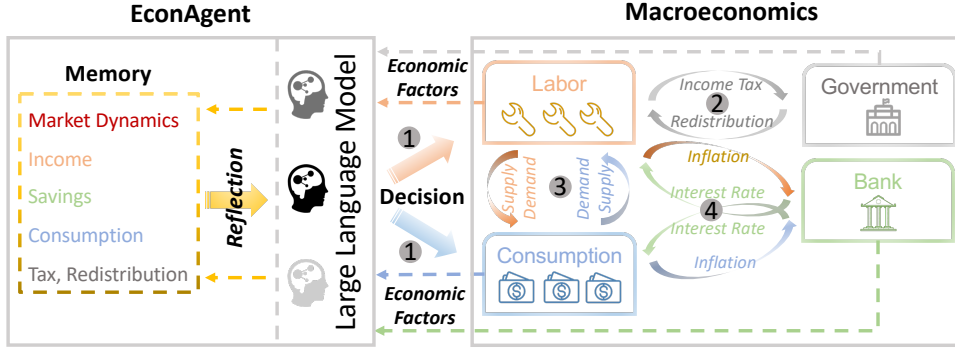 EconAgent
Macroeconomics
Memory
Market Dynamics
Income
Savings
Consumption
Tax, Redistribution
Reflection
Large Language Model
Economic
Factors
1
Decision
1
Economic
Factors
Labor
Income Tax
2
Redistribution
Government
Supply
Demand
3
Demand
Supply
Inflation
Interest Rate
4
Interest Rate
Inflation
Bank
Consumption
$ $ $